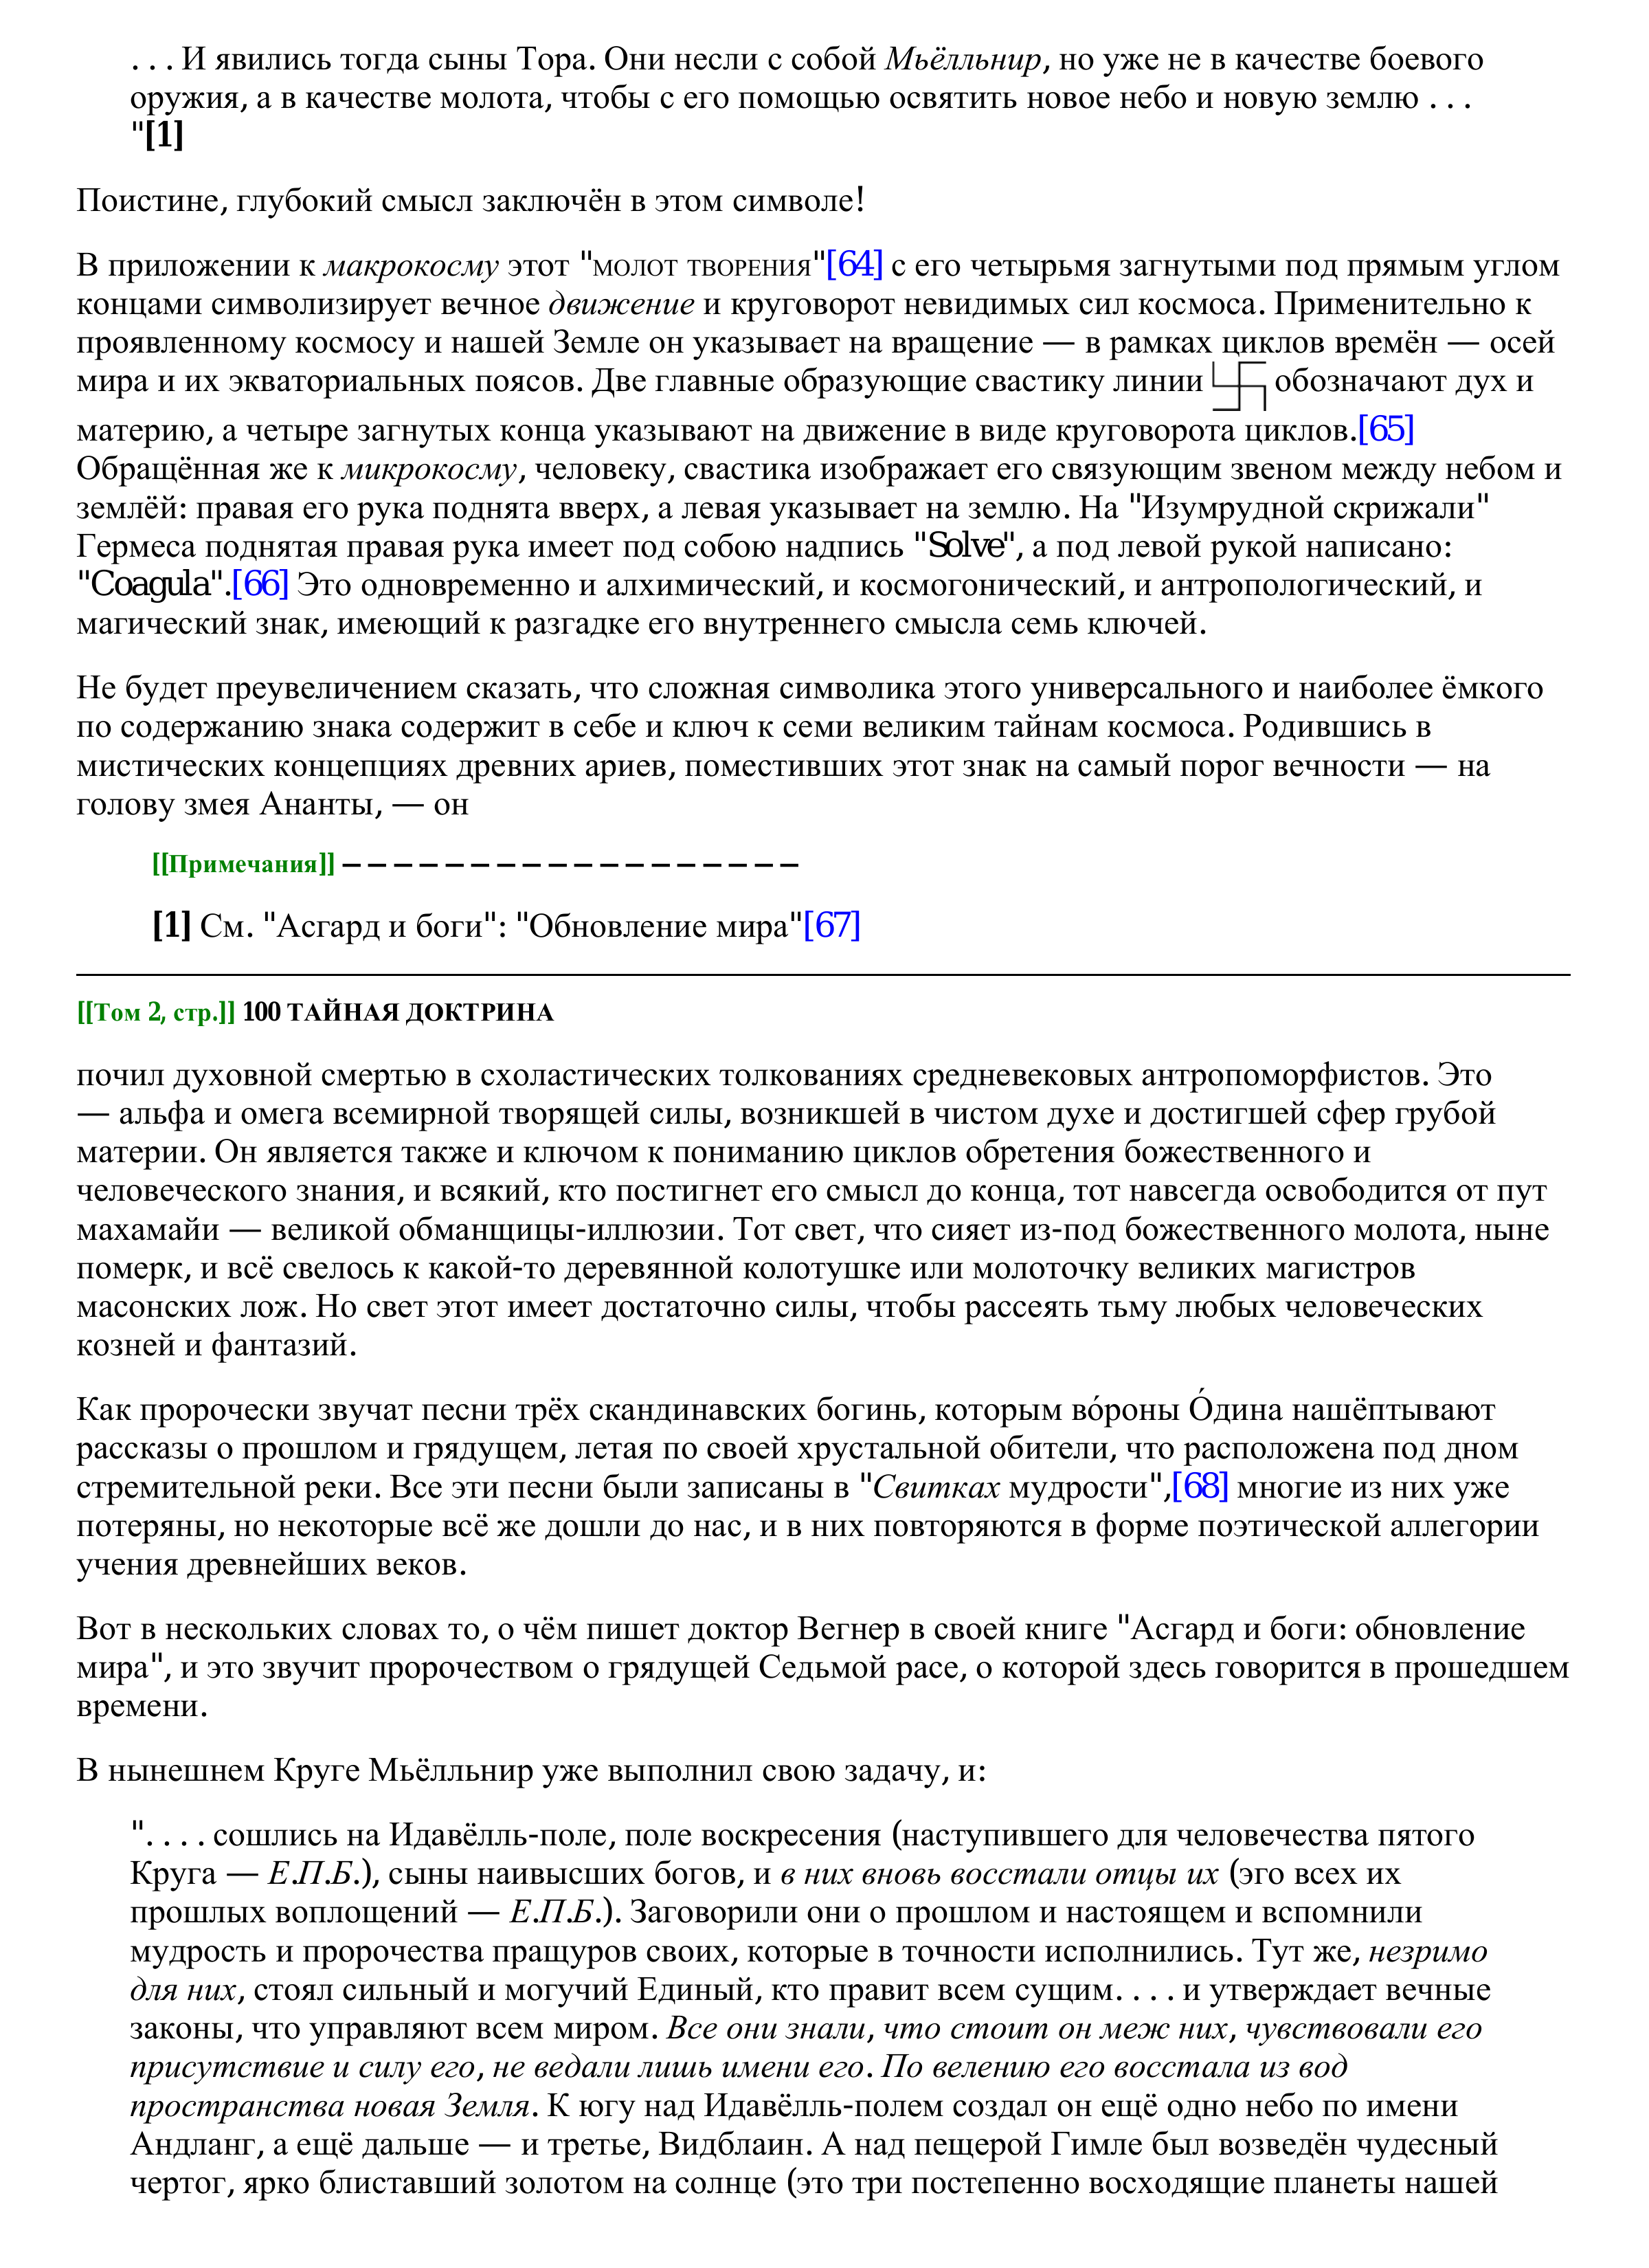 . . . И явились тогда сыны Тора. Они несли с собой Мьёлльнир, но уже не в качестве боевого
оружия, а в качестве молота, чтобы с его помощью освятить новое небо и новую землю . . .
"[1]
Поистине, глубокий смысл заключён в этом символе!
В приложении к макрокосму этот "МОЛОТ ТВОРЕНИЯ"[64] с его четырьмя загнутыми под прямым углом
концами символизирует вечное движение и круговорот невидимых сил космоса. Применительно к
проявленному космосу и нашей Земле он указывает на вращение — в рамках циклов времён — осей
мира и их экваториальных поясов. Две главные образующие свастику линии обозначают дух и
материю, а четыре загнутых конца указывают на движение в виде круговорота циклов.[65]
Обращённая же к микрокосму, человеку, свастика изображает его связующим звеном между небом и
землёй: правая его рука поднята вверх, а левая указывает на землю. На "Изумрудной скрижали"
Гермеса поднятая правая рука имеет под собою надпись "Solve", а под левой рукой написано:
"Coagula".[66] Это одновременно и алхимический, и космогонический, и антропологический, и
магический знак, имеющий к разгадке его внутреннего смысла семь ключей.
Не будет преувеличением сказать, что сложная символика этого универсального и наиболее ёмкого
по содержанию знака содержит в себе и ключ к семи великим тайнам космоса. Родившись в
мистических концепциях древних ариев, поместивших этот знак на самый порог вечности — на
голову змея Ананты, — он
[[Примечания]] – – – – – – – – – – – – – – – – – –
[1] См. "Асгард и боги": "Обновление мира"[67]
[[Том 2, стр.]] 100 ТАЙНАЯ ДОКТРИНА
почил духовной смертью в схоластических толкованиях средневековых антропоморфистов. Это
— альфа и омега всемирной творящей силы, возникшей в чистом духе и достигшей сфер грубой
материи. Он является также и ключом к пониманию циклов обретения божественного и
человеческого знания, и всякий, кто постигнет его смысл до конца, тот навсегда освободится от пут
махамайи — великой обманщицы-иллюзии. Тот свет, что сияет из-под божественного молота, ныне
померк, и всё свелось к какой-то деревянной колотушке или молоточку великих магистров
масонских лож. Но свет этот имеет достаточно силы, чтобы рассеять тьму любых человеческих
козней и фантазий.
Как пророчески звучат песни трёх скандинавских богинь, которым во́роны О́дина нашёптывают
рассказы о прошлом и грядущем, летая по своей хрустальной обители, что расположена под дном
стремительной реки. Все эти песни были записаны в "Свитках мудрости",[68] многие из них уже
потеряны, но некоторые всё же дошли до нас, и в них повторяются в форме поэтической аллегории
учения древнейших веков.
Вот в нескольких словах то, о чём пишет доктор Вегнер в своей книге "Асгард и боги: обновление
мира", и это звучит пророчеством о грядущей Седьмой расе, о которой здесь говорится в прошедшем
времени.
В нынешнем Круге Мьёлльнир уже выполнил свою задачу, и:
". . . . сошлись на Идавёлль-поле, поле воскресения (наступившего для человечества пятого
Круга — Е.П.Б.), сыны наивысших богов, и в них вновь восстали отцы их (эго всех их
прошлых воплощений — Е.П.Б.). Заговорили они о прошлом и настоящем и вспомнили
мудрость и пророчества пращуров своих, которые в точности исполнились. Тут же, незримо
для них, стоял сильный и могучий Единый, кто правит всем сущим. . . . и утверждает вечные
законы, что управляют всем миром. Все они знали, что стоит он меж них, чувствовали его
присутствие и силу его, не ведали лишь имени его. По велению его восстала из вод
пространства новая Земля. К югу над Идавёлль-полем создал он ещё одно небо по имени
Андланг, а ещё дальше — и третье, Видблаин. А над пещерой Гимле был возведён чудесный
чертог, ярко блиставший золотом на солнце (это три постепенно восходящие планеты нашей